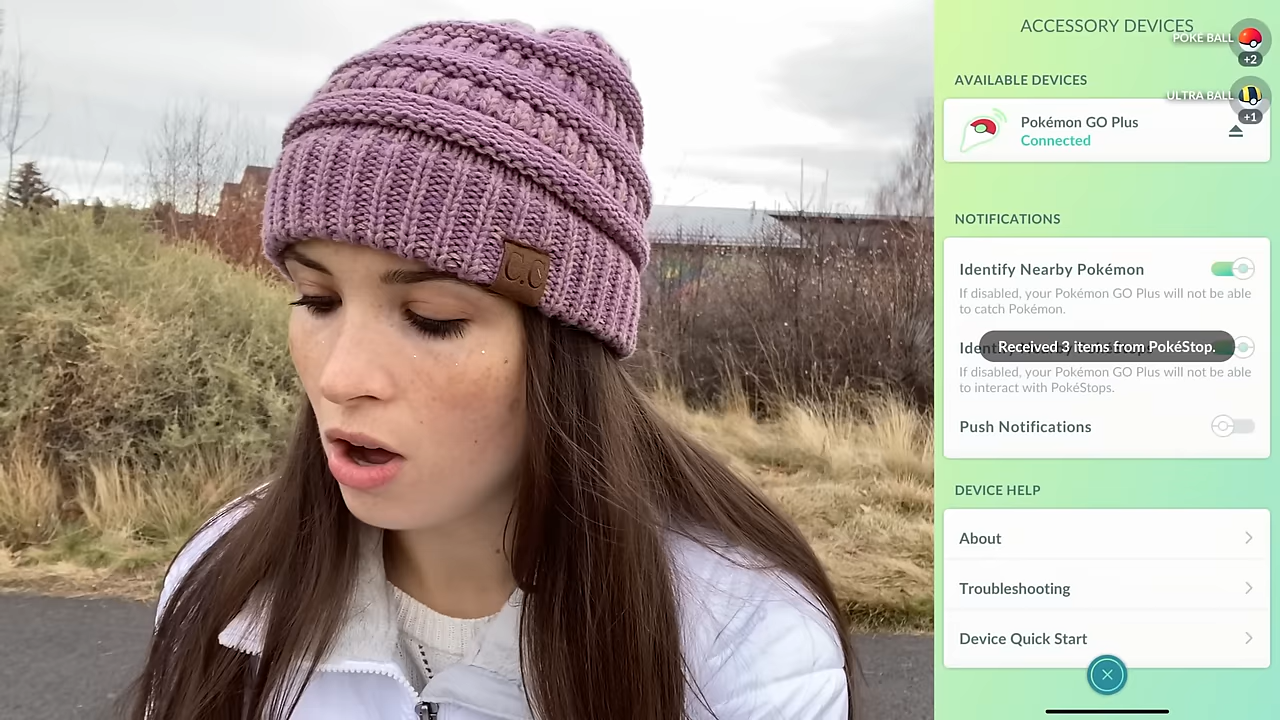 C.C
ACCESSORY DEVICES
POKÉ BALL
+2
AVAILABLE DEVICES
ULTRA BALL
+1
Pokémon GO Plus
Connected
NOTIFICATIONS
Identify Nearby Pokémon
If disabled, your Pokémon GO Plus will not be able
to catch Pokémon.
Received 3 items from PokéStop.
If disabled, your Pokémon GO Plus will not be able
to interact with PokéStops.
Push Notifications
DEVICE HELP
About
Troubleshooting
Device Quick Start